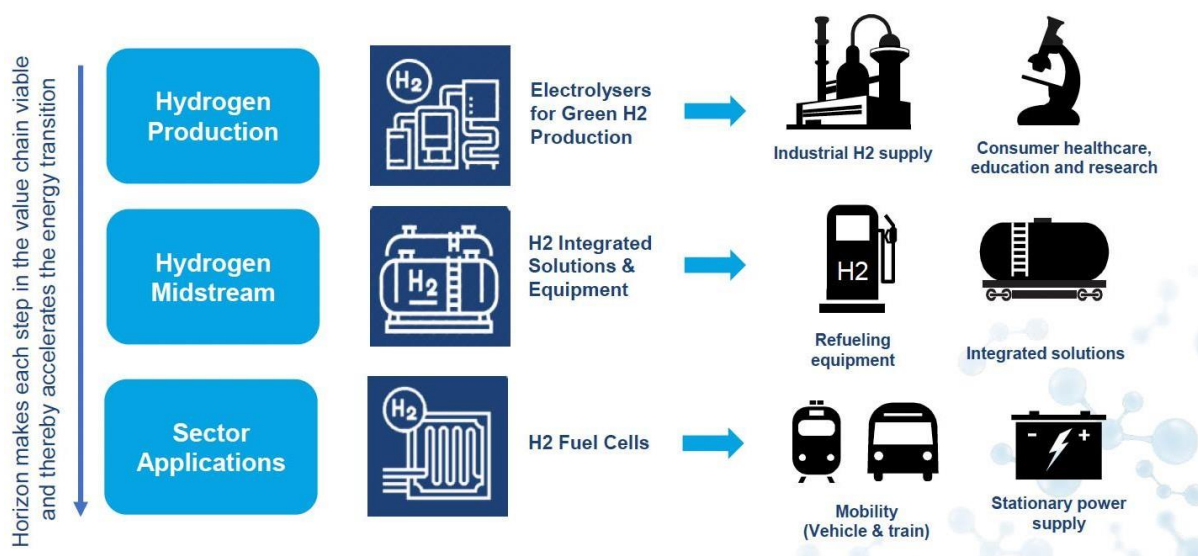 Horizon makes each step in the value chain viable
and thereby accelerates the energy transition
Hydrogen
Production
H2
Electrolysers
for Green H2
Production
Industrial H2 supply
Consumer healthcare,
education and research
Hydrogen
Midstream
H2
H2 Integrated
Solutions &
Equipment
H2
Refueling
equipment
Integrated solutions
Sector
Applications
H2
H2 Fuel Cells
Mobility
(Vehicle & train)
- +
Stationary power
supply